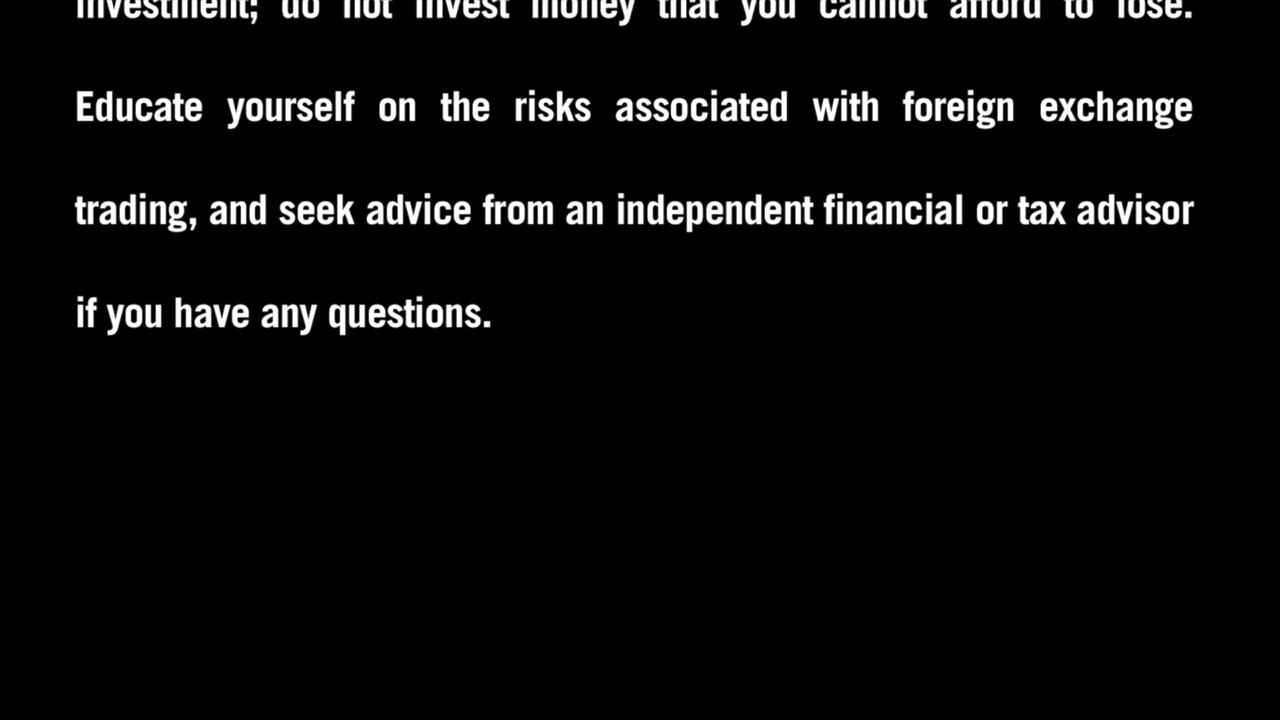 investment; do not invest money that you cannot afford to lose.
Educate yourself on the risks associated with foreign exchange
trading, and seek advice from an independent financial or tax advisor
if you have any questions.